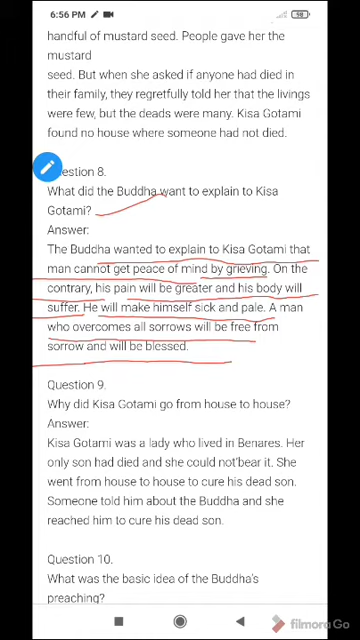 6:56 PM
98
handful of mustard seed. People gave her the
mustard
seed. But when she asked if anyone had died in
their family, they regretfully told her that the livings
were few, but the deads were many. Kisa Gotami
found no house where someone had not died.
estion 8.
What did the Buddha want to explain to Kisa
Gotami?
Answer:
The Buddha wanted to explain to Kisa Gotami that
man cannot get peace of mind by grieving. On the
contrary, his pain will be greater and his body will
suffer. He will make himself sick and pale. A man
who overcomes all sorrows will be free from
sorrow and will be blessed.
Question 9.
Why did Kisa Gotami go from house to house?
Answer:
Kisa Gotami was a lady who lived in Benares. Her
only son had died and she could not'bear it. She
went from house to house to cure his dead son.
Someone told him about the Buddha and she
reached him to cure his dead son.
Question 10.
What was the basic idea of the Buddha's
preaching?
filmora Go